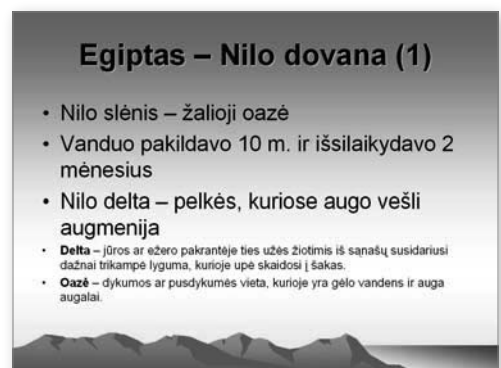 Egiptas – Nilo dovana (1)
• Nilo slėnis – žalioji oazė
• Vanduo pakildavo 10 m. ir išsilaikydavo 2
mėnesius
• Nilo delta – pelkės, kuriose augo vešli
augmenija
• Delta – jūros ar ežero pakrantėje ties užės žiotimis iš sąnašų susidariusi
dažnai trikampė lyguma, kurioje upė skaidosi į šakas.
• Oazė – dykumos ar pusdykumės vieta, kurioje yra gėlo vandens ir auga
augalai.